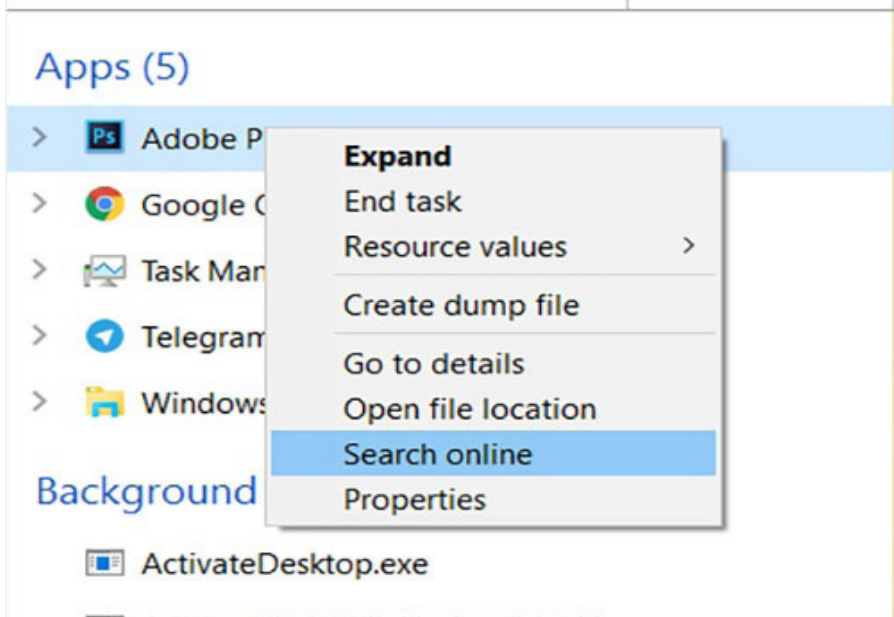 Apps (5)
Ps Adobe P
Google
Task Man
Telegram
Windows
Expand
End task
Resource values
Create dump file
Go to details
Open file location
Search online
Properties
Background
ActivateDesktop.exe